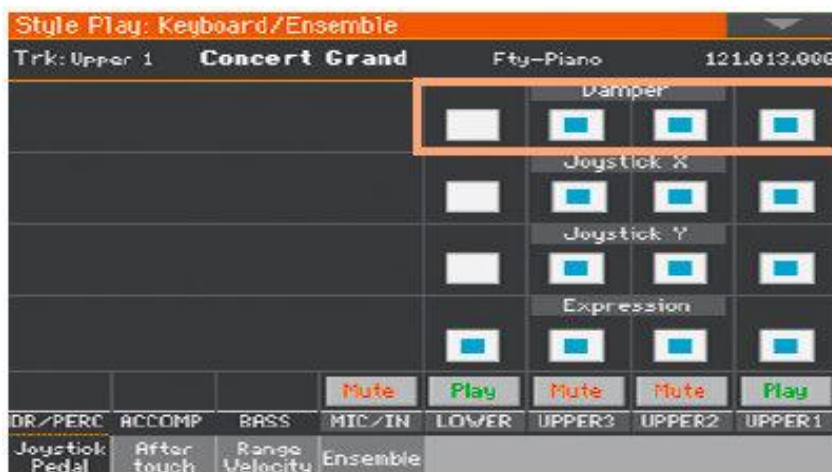 Style Play: Keyboard/Ensemble
Trk: Upper 1 Concert Grand Fty-Piano 121.013.000
Damper
Joystick X
Joystick Y
Expression
Mute Play Mute Mute Play
DR/PERC ACCOMP BASS MIC/IN LOWER UPPER3 UPPER2 UPPER1
Joystick After Range Ensemble
Pedal touch Velocity